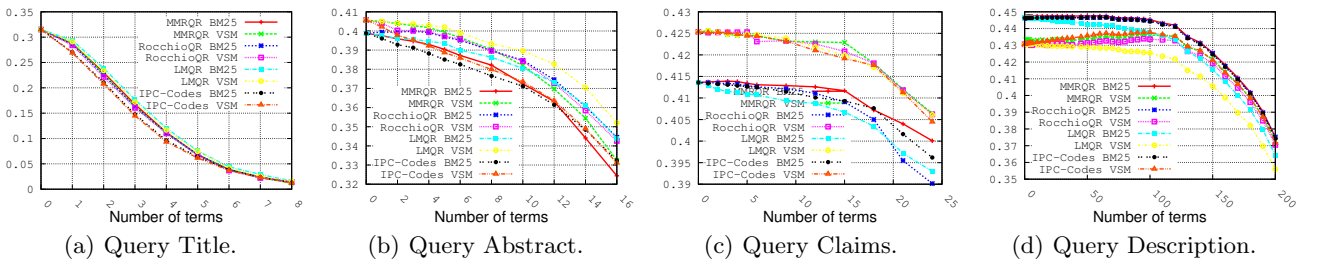 0.35
0.3
0.25
0.2
0.15
0.1
0.05
0
0 1 2 3 4 5 6 7 8
MMRQR BM25
MMRQR VSM
RocchioQR BM25
RocchioQR VSM
LMQR BM25
LMQR VSM
IPC-Codes BM25
IPC-Codes VSM
Number of terms
(a) Query Title.
0.41
0.4
0.39
0.38
0.37
0.36
0.35
0.34
0.33
0.32
0 2 4 6 8 10 12 14 16
MMRQR BM25
MMRQR VSM
RocchioQR BM25
RocchioQR VSM
LMQR BM25
LMQR VSM
IPC-Codes BM25
IPC-Codes VSM
Number of terms
(b) Query Abstract.
0.43
0.425
0.42
0.415
0.41
0.405
0.4
0.395
0.39
0 5 10 15 20 25
MMRQR BM25
MMRQR VSM
RocchioQR BM25
RocchioQR VSM
LMQR BM25
LMQR VSM
IPC-Codes BM25
IPC-Codes VSM
Number of terms
(c) Query Claims.
0.45
0.44
0.43
0.42
0.41
0.4
0.39
0.38
0.37
0.36
0.35
0 50 100 150 200
MMRQR BM25
MMRQR VSM
RocchioQR BM25
RocchioQR VSM
LMQR BM25
LMQR VSM
IPC-Codes BM25
IPC-Codes VSM
Number of terms
(d) Query Description.